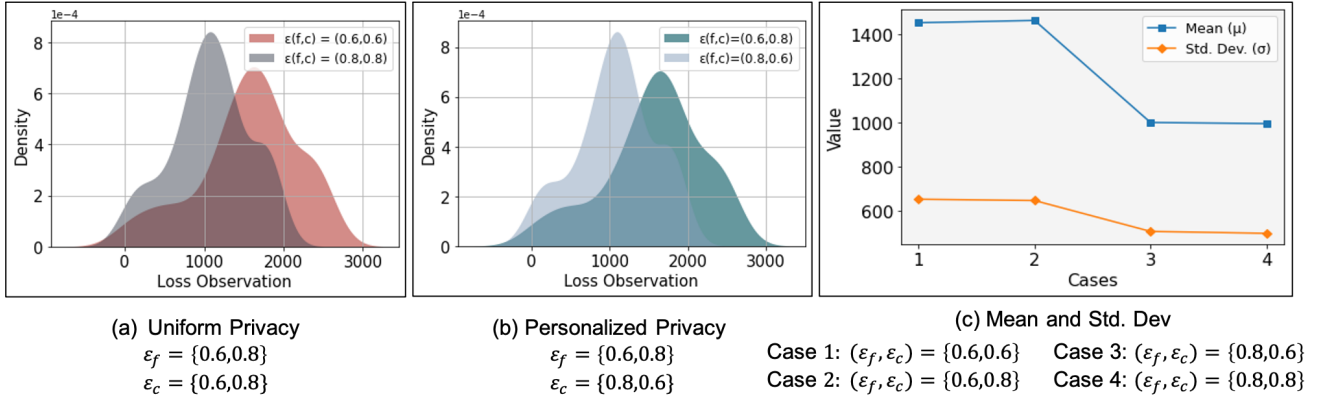 1e−4
8
6
4
2
0
Density
0 1000 2000 3000
Loss Observation
ε(f,c) = (0.6,0.6)
ε(f,c) = (0.8,0.8)
(a) Uniform Privacy
ε_f = {0.6,0.8}
ε_c = {0.6,0.8}
1e−4
8
6
4
2
0
Density
0 1000 2000 3000
Loss Observation
ε(f,c)=(0.6,0.8)
ε(f,c)=(0.8,0.6)
(b) Personalized Privacy
ε_f = {0.6,0.8}
ε_c = {0.8,0.6}
1400
1200
1000
800
600
Value
1 2 3 4
Cases
Mean (μ)
Std. Dev. (σ)
(c) Mean and Std. Dev
Case 1: (ε_f, ε_c) = {0.6,0.6} Case 3: (ε_f, ε_c) = {0.8,0.6}
Case 2: (ε_f, ε_c) = {0.6,0.8} Case 4: (ε_f, ε_c) = {0.8,0.8}